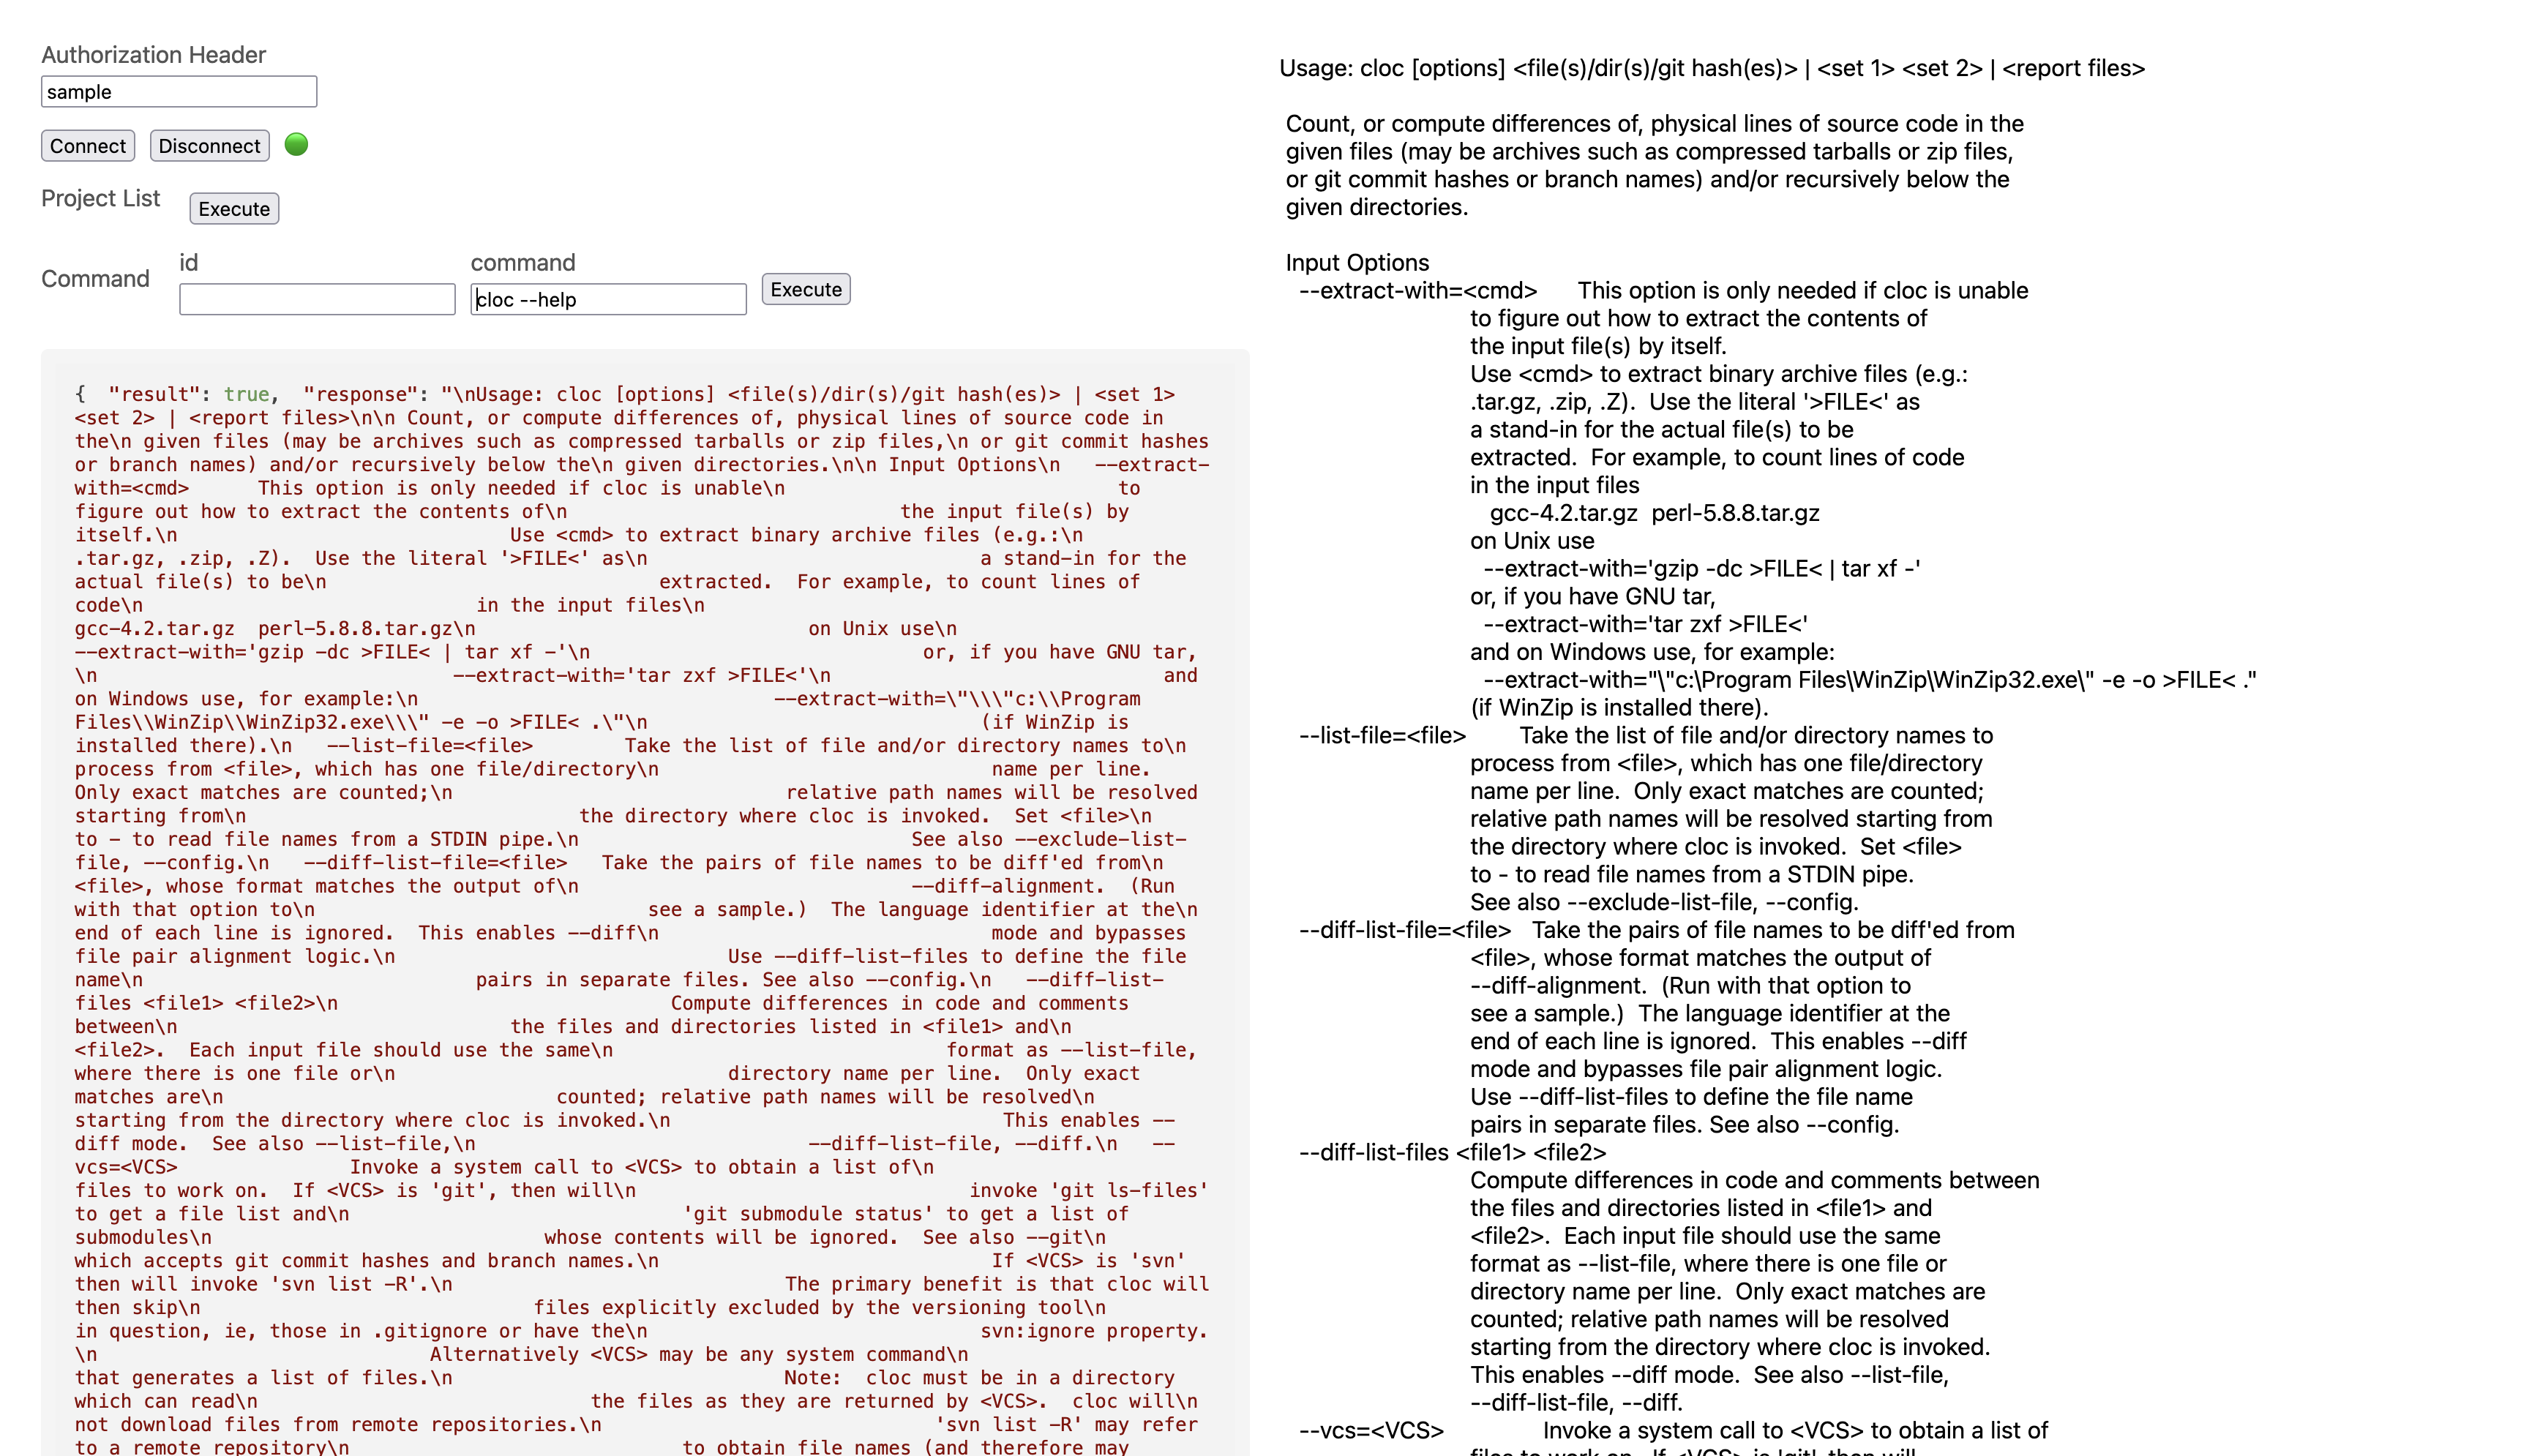 Authorization Header
sample
Connect Disconnect
Project List Execute
id command
Command cloc --help Execute
{  "result": true,  "response": "\nUsage: cloc [options] <file(s)/dir(s)/git hash(es)> | <set 1>
<set 2> | <report files>\n\n Count, or compute differences of, physical lines of source code in
the\n given files (may be archives such as compressed tarballs or zip files,\n or git commit hashes
or branch names) and/or recursively below the\n given directories.\n\n Input Options\n   --extract-
with=<cmd>      This option is only needed if cloc is unable\n                             to
figure out how to extract the contents of\n                             the input file(s) by
itself.\n                             Use <cmd> to extract binary archive files (e.g.:\n
.tar.gz, .zip, .Z).  Use the literal '>FILE<' as\n                             a stand-in for the
actual file(s) to be\n                             extracted.  For example, to count lines of
code\n                             in the input files\n
gcc-4.2.tar.gz  perl-5.8.8.tar.gz\n                             on Unix use\n
--extract-with='gzip -dc >FILE< | tar xf -'\n                             or, if you have GNU tar,
\n                               --extract-with='tar zxf >FILE<'\n                             and
on Windows use, for example:\n                               --extract-with=\"\\\"c:\\Program
Files\\WinZip\\WinZip32.exe\\\" -e -o >FILE< .\"\n                             (if WinZip is
installed there).\n   --list-file=<file>        Take the list of file and/or directory names to\n
process from <file>, which has one file/directory\n                             name per line.
Only exact matches are counted;\n                             relative path names will be resolved
starting from\n                             the directory where cloc is invoked.  Set <file>\n
to - to read file names from a STDIN pipe.\n                             See also --exclude-list-
file, --config.\n   --diff-list-file=<file>   Take the pairs of file names to be diff'ed from\n
<file>, whose format matches the output of\n                             --diff-alignment.  (Run
with that option to\n                             see a sample.)  The language identifier at the\n
end of each line is ignored.  This enables --diff\n                             mode and bypasses
file pair alignment logic.\n                             Use --diff-list-files to define the file
name\n                             pairs in separate files. See also --config.\n   --diff-list-
files <file1> <file2>\n                             Compute differences in code and comments
between\n                             the files and directories listed in <file1> and\n
<file2>.  Each input file should use the same\n                             format as --list-file,
where there is one file or\n                             directory name per line.  Only exact
matches are\n                             counted; relative path names will be resolved\n
starting from the directory where cloc is invoked.\n                             This enables --
diff mode.  See also --list-file,\n                             --diff-list-file, --diff.\n   --
vcs=<VCS>               Invoke a system call to <VCS> to obtain a list of\n
files to work on.  If <VCS> is 'git', then will\n                             invoke 'git ls-files'
to get a file list and\n                             'git submodule status' to get a list of
submodules\n                             whose contents will be ignored.  See also --git\n
which accepts git commit hashes and branch names.\n                             If <VCS> is 'svn'
then will invoke 'svn list -R'.\n                             The primary benefit is that cloc will
then skip\n                             files explicitly excluded by the versioning tool\n
in question, ie, those in .gitignore or have the\n                             svn:ignore property.
\n                             Alternatively <VCS> may be any system command\n
that generates a list of files.\n                             Note:  cloc must be in a directory
which can read\n                             the files as they are returned by <VCS>.  cloc will\n
not download files from remote repositories.\n                             'svn list -R' may refer
to a remote repository\n                             to obtain file names (and therefore may
Usage: cloc [options] <file(s)/dir(s)/git hash(es)> | <set 1> <set 2> | <report files>
Count, or compute differences of, physical lines of source code in the
given files (may be archives such as compressed tarballs or zip files,
or git commit hashes or branch names) and/or recursively below the
given directories.
Input Options
--extract-with=<cmd>      This option is only needed if cloc is unable
to figure out how to extract the contents of
the input file(s) by itself.
Use <cmd> to extract binary archive files (e.g.:
.tar.gz, .zip, .Z).  Use the literal '>FILE<' as
a stand-in for the actual file(s) to be
extracted.  For example, to count lines of code
in the input files
gcc-4.2.tar.gz  perl-5.8.8.tar.gz
on Unix use
--extract-with='gzip -dc >FILE< | tar xf -'
or, if you have GNU tar,
--extract-with='tar zxf >FILE<'
and on Windows use, for example:
--extract-with="\"c:\Program Files\WinZip\WinZip32.exe\" -e -o >FILE< ."
(if WinZip is installed there).
--list-file=<file>        Take the list of file and/or directory names to
process from <file>, which has one file/directory
name per line.  Only exact matches are counted;
relative path names will be resolved starting from
the directory where cloc is invoked.  Set <file>
to - to read file names from a STDIN pipe.
See also --exclude-list-file, --config.
--diff-list-file=<file>   Take the pairs of file names to be diff'ed from
<file>, whose format matches the output of
--diff-alignment.  (Run with that option to
see a sample.)  The language identifier at the
end of each line is ignored.  This enables --diff
mode and bypasses file pair alignment logic.
Use --diff-list-files to define the file name
pairs in separate files. See also --config.
--diff-list-files <file1> <file2>
Compute differences in code and comments between
the files and directories listed in <file1> and
<file2>.  Each input file should use the same
format as --list-file, where there is one file or
directory name per line.  Only exact matches are
counted; relative path names will be resolved
starting from the directory where cloc is invoked.
This enables --diff mode.  See also --list-file,
--diff-list-file, --diff.
--vcs=<VCS>               Invoke a system call to <VCS> to obtain a list of
files to work on.  If <VCS> is 'git', then will